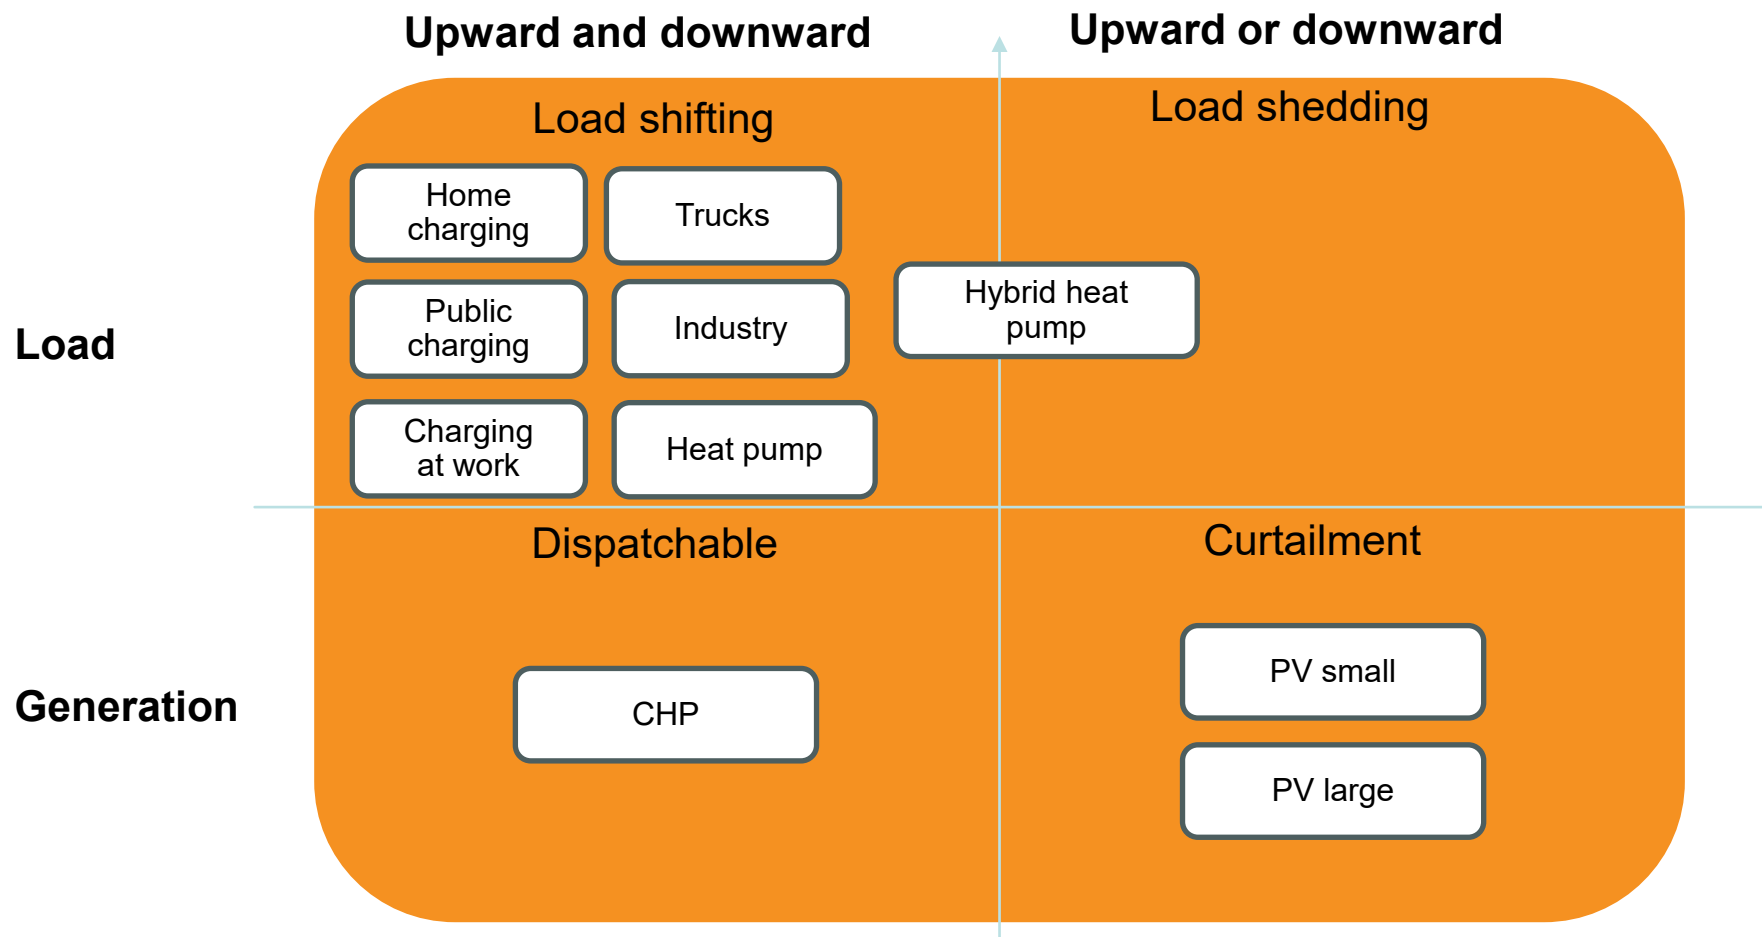 Upward and downward
Upward or downward
Load shifting
Load shedding
Home
charging
Trucks
Hybrid heat
pump
Public
charging
Industry
Load
Charging
at work
Heat pump
Dispatchable
Curtailment
Generation
CHP
PV small
PV large